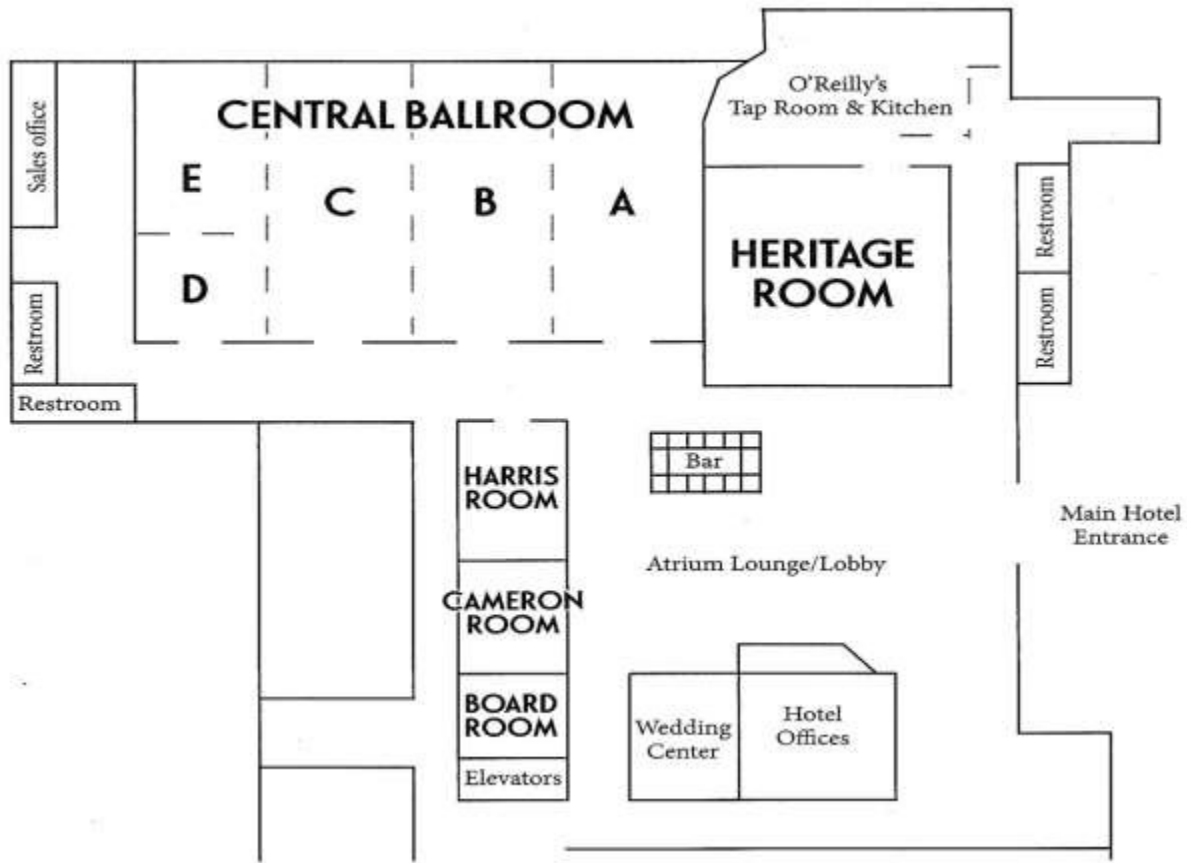 O'Reilly's
Tap Room & Kitchen
CENTRAL BALLROOM
Sales office
E
C
B
A
D
HERITAGE
ROOM
Restroom
Restroom
Restroom
Restroom
HARRIS
ROOM
Bar
Main Hotel
Entrance
Atrium Lounge/Lobby
CAMERON
ROOM
BOARD
ROOM
Wedding
Center
Hotel
Offices
Elevators